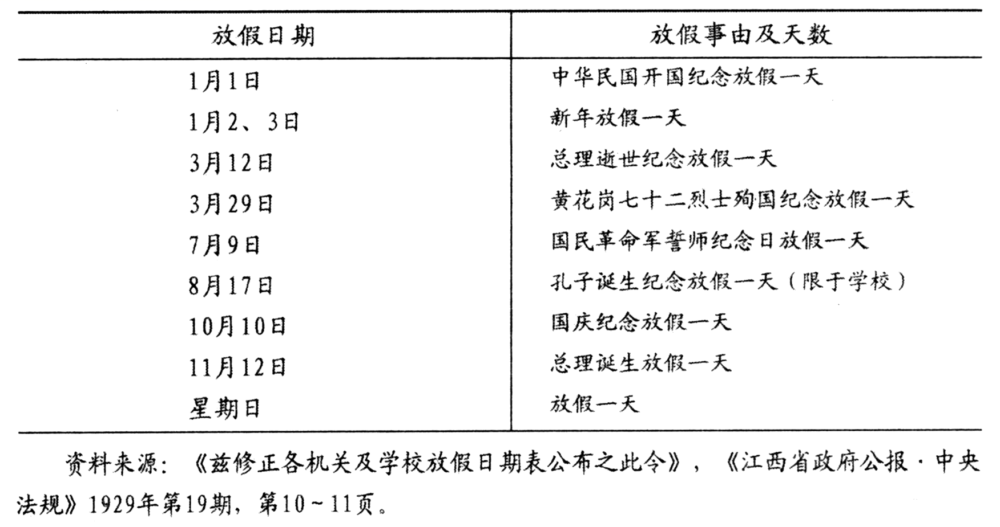 放假日期 放假事由及天数
1月1日 中华民国开国纪念放假一天
1月2、3日 新年放假一天
3月12日 总理逝世纪念放假一天
3月29日 黄花岗七十二烈士殉国纪念放假一天
7月9日 国民革命军誓师纪念日放假一天
8月17日 孔子诞生纪念放假一天（限于学校）
10月10日 国庆纪念放假一天
11月12日 总理诞生放假一天
星期日 放假一天
资料来源：《兹修正各机关及学校放假日期表公布之此令》，《江西省政府公报·中央
法规》1929年第19期，第10~11页。